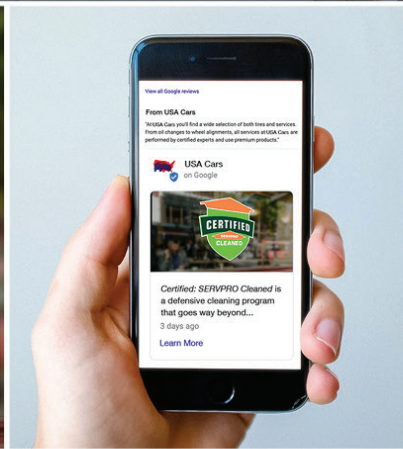 View all Google reviews
From USA Cars
"At USA Cars you'll find a wide selection of both tires and services.
From oil changes to wheel alignments, all services at USA Cars are
performed by certified experts and use premium products."
USA Cars
on Google
CERTIFIED
SERVPRO
CLEANED
Certified: SERVPRO Cleaned is
a defensive cleaning program
that goes way beyond...
3 days ago
Learn More